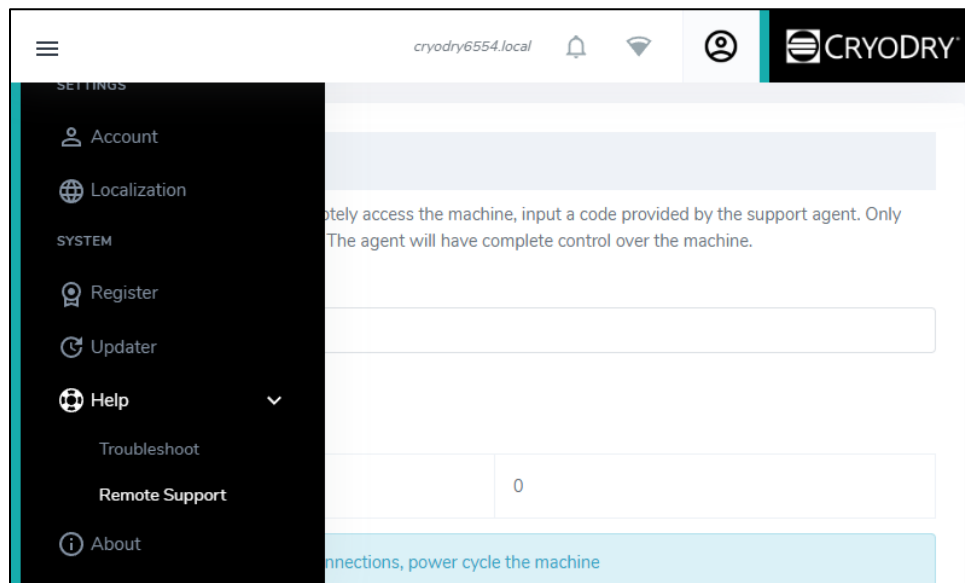 cryodry6554.local
CRYODRY®
SETTINGS
Account
Localization
SYSTEM
Register
Updater
Help
Troubleshoot
Remote Support
About
access the machine, input a code provided by the support agent. Only
The agent will have complete control over the machine.
0
power cycle the machine